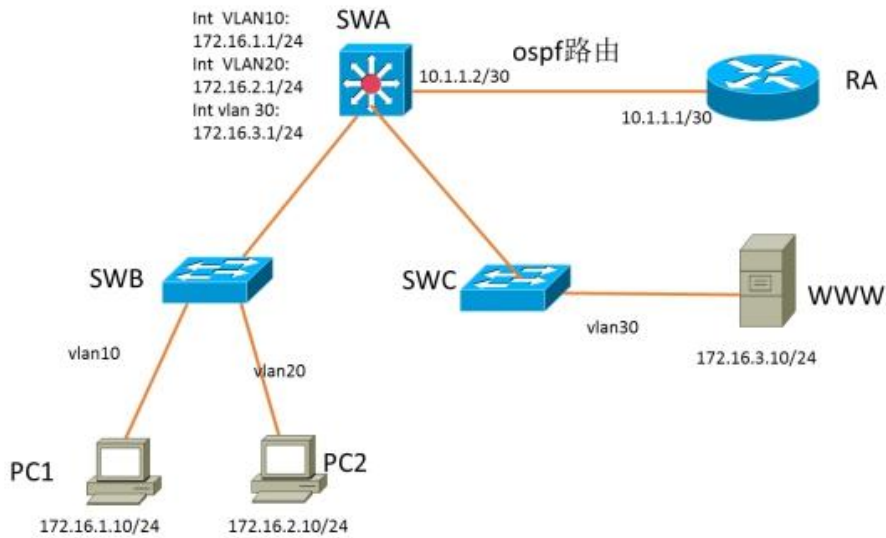 Int VLAN10:
172.16.1.1/24
Int VLAN20:
172.16.2.1/24
Int vlan 30:
172.16.3.1/24
SWA
ospf路由
10.1.1.2/30
10.1.1.1/30
RA
SWB
SWC
WWW
vlan30
172.16.3.10/24
vlan10
vlan20
PC1
PC2
172.16.1.10/24
172.16.2.10/24